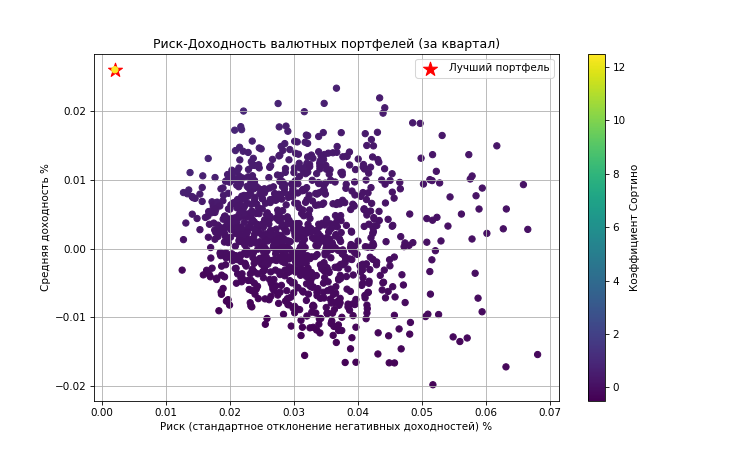 Риск-Доходность валютных портфелей (за квартал)
Лучший портфель
Средняя доходность %
0.02
0.01
0.00
−0.01
−0.02
0.00 0.01 0.02 0.03 0.04 0.05 0.06 0.07
Риск (стандартное отклонение негативных доходностей) %
12
10
8
6
4
2
0
Коэффициент Сортино